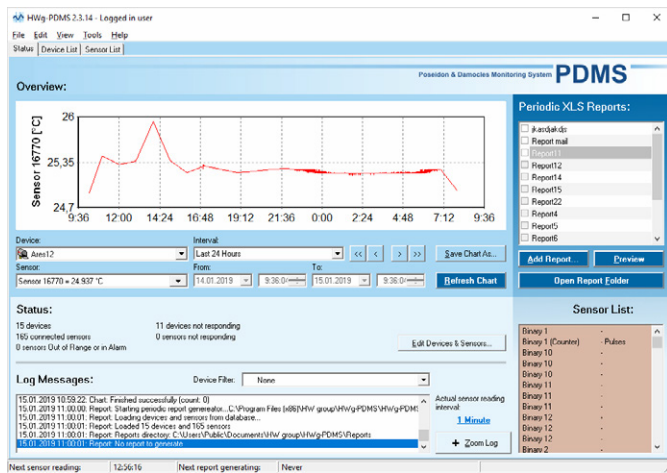 HWg-PDMS 2.3.14 - Logged in user
File Edit View Tools Help
Status Device List Sensor List
Poseidon & Damocles Monitoring System PDMS
Overview:
Sensor 16770 [°C]
26
25,35
24,7
9:36 12:00 14:24 16:48 19:12 21:36 0:00 2:24 4:48 7:12 9:36
Device:
Ares12
Interval:
Last 24 Hours
<< < > >>
Save Chart As...
Sensor:
Sensor 16770 = 24.937 °C
From:
14.01.2019 9:36:0
To:
15.01.2019 9:36:0
Refresh Chart
Periodic XLS Reports:
jkasdjakdjs
Report mail
Report11
Report12
Report14
Report15
Report22
Report4
Report5
Report6
Add Report... Preview
Open Report Folder
Status:
15 devices
165 connected sensors
0 sensors Out of Range or in Alarm
11 devices not responding
0 sensors not responding
Edit Devices & Sensors...
Sensor List:
Binary 1 -
Binary 1 (Counter) - Pulses
Binary 10 -
Binary 10 -
Binary 10 -
Binary 11 -
Binary 11 -
Binary 11 -
Binary 12 -
Binary 12 -
Binary 2 -
Log Messages:
Device Filter: None
15.01.2019 10:59:22: Chart: Finished successfully (count: 0)
15.01.2019 11:00:00: Report: Starting periodic report genereator...C:\Program Files (x86)\HW group\HWg-PDMS\HWg-PDMS
15.01.2019 11:00:01: Report: Loading devices and sensors from database...
15.01.2019 11:00:01: Report: Loaded 15 devices and 165 sensors
15.01.2019 11:00:01: Report: Reports directory: C:\Users\Public\Documents\HW group\HWg-PDMS\Reports
15.01.2019 11:00:01: Report: No report to generate
Actual sensor reading
interval:
1 Minute
+ Zoom Log
Next sensor reading: 12:56:16 Next report generating: Never